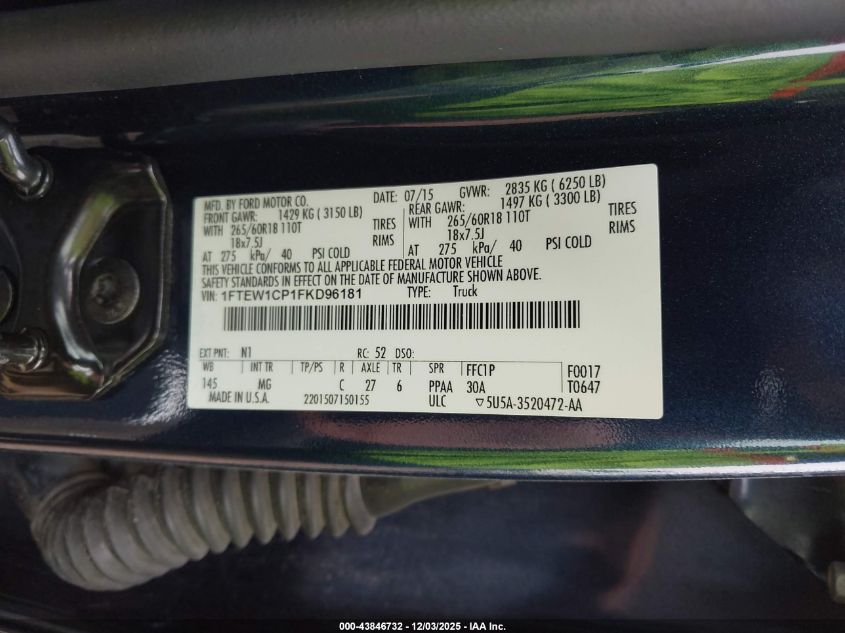 MFD. BY FORD MOTOR CO. DATE: 07/15 GVWR: 2835 KG ( 6250 LB)
FRONT GAWR: 1429 KG ( 3150 LB) REAR GAWR: 1497 KG ( 3300 LB)
WITH 265/60R18 110T TIRES WITH 265/60R18 110T TIRES
18x7.5J RIMS 18x7.5J RIMS
AT 275 kPa/ 40 PSI COLD AT 275 kPa/ 40 PSI COLD
THIS VEHICLE CONFORMS TO ALL APPLICABLE FEDERAL MOTOR VEHICLE
SAFETY STANDARDS IN EFFECT ON THE DATE OF MANUFACTURE SHOWN ABOVE.
VIN: 1FTEW1CP1FKD96181 TYPE: Truck
EXT PNT: N1 RC: 52 DSO:
WB INT TR TP/PS R AXLE TR SPR FFC1P F0017
145 MG C 27 6 PPAA 30A T0647
MADE IN U.S.A. 2201507150155 ULC ▽5U5A-3520472-AA
000-43846732 - 12/03/2025 - IAA Inc.